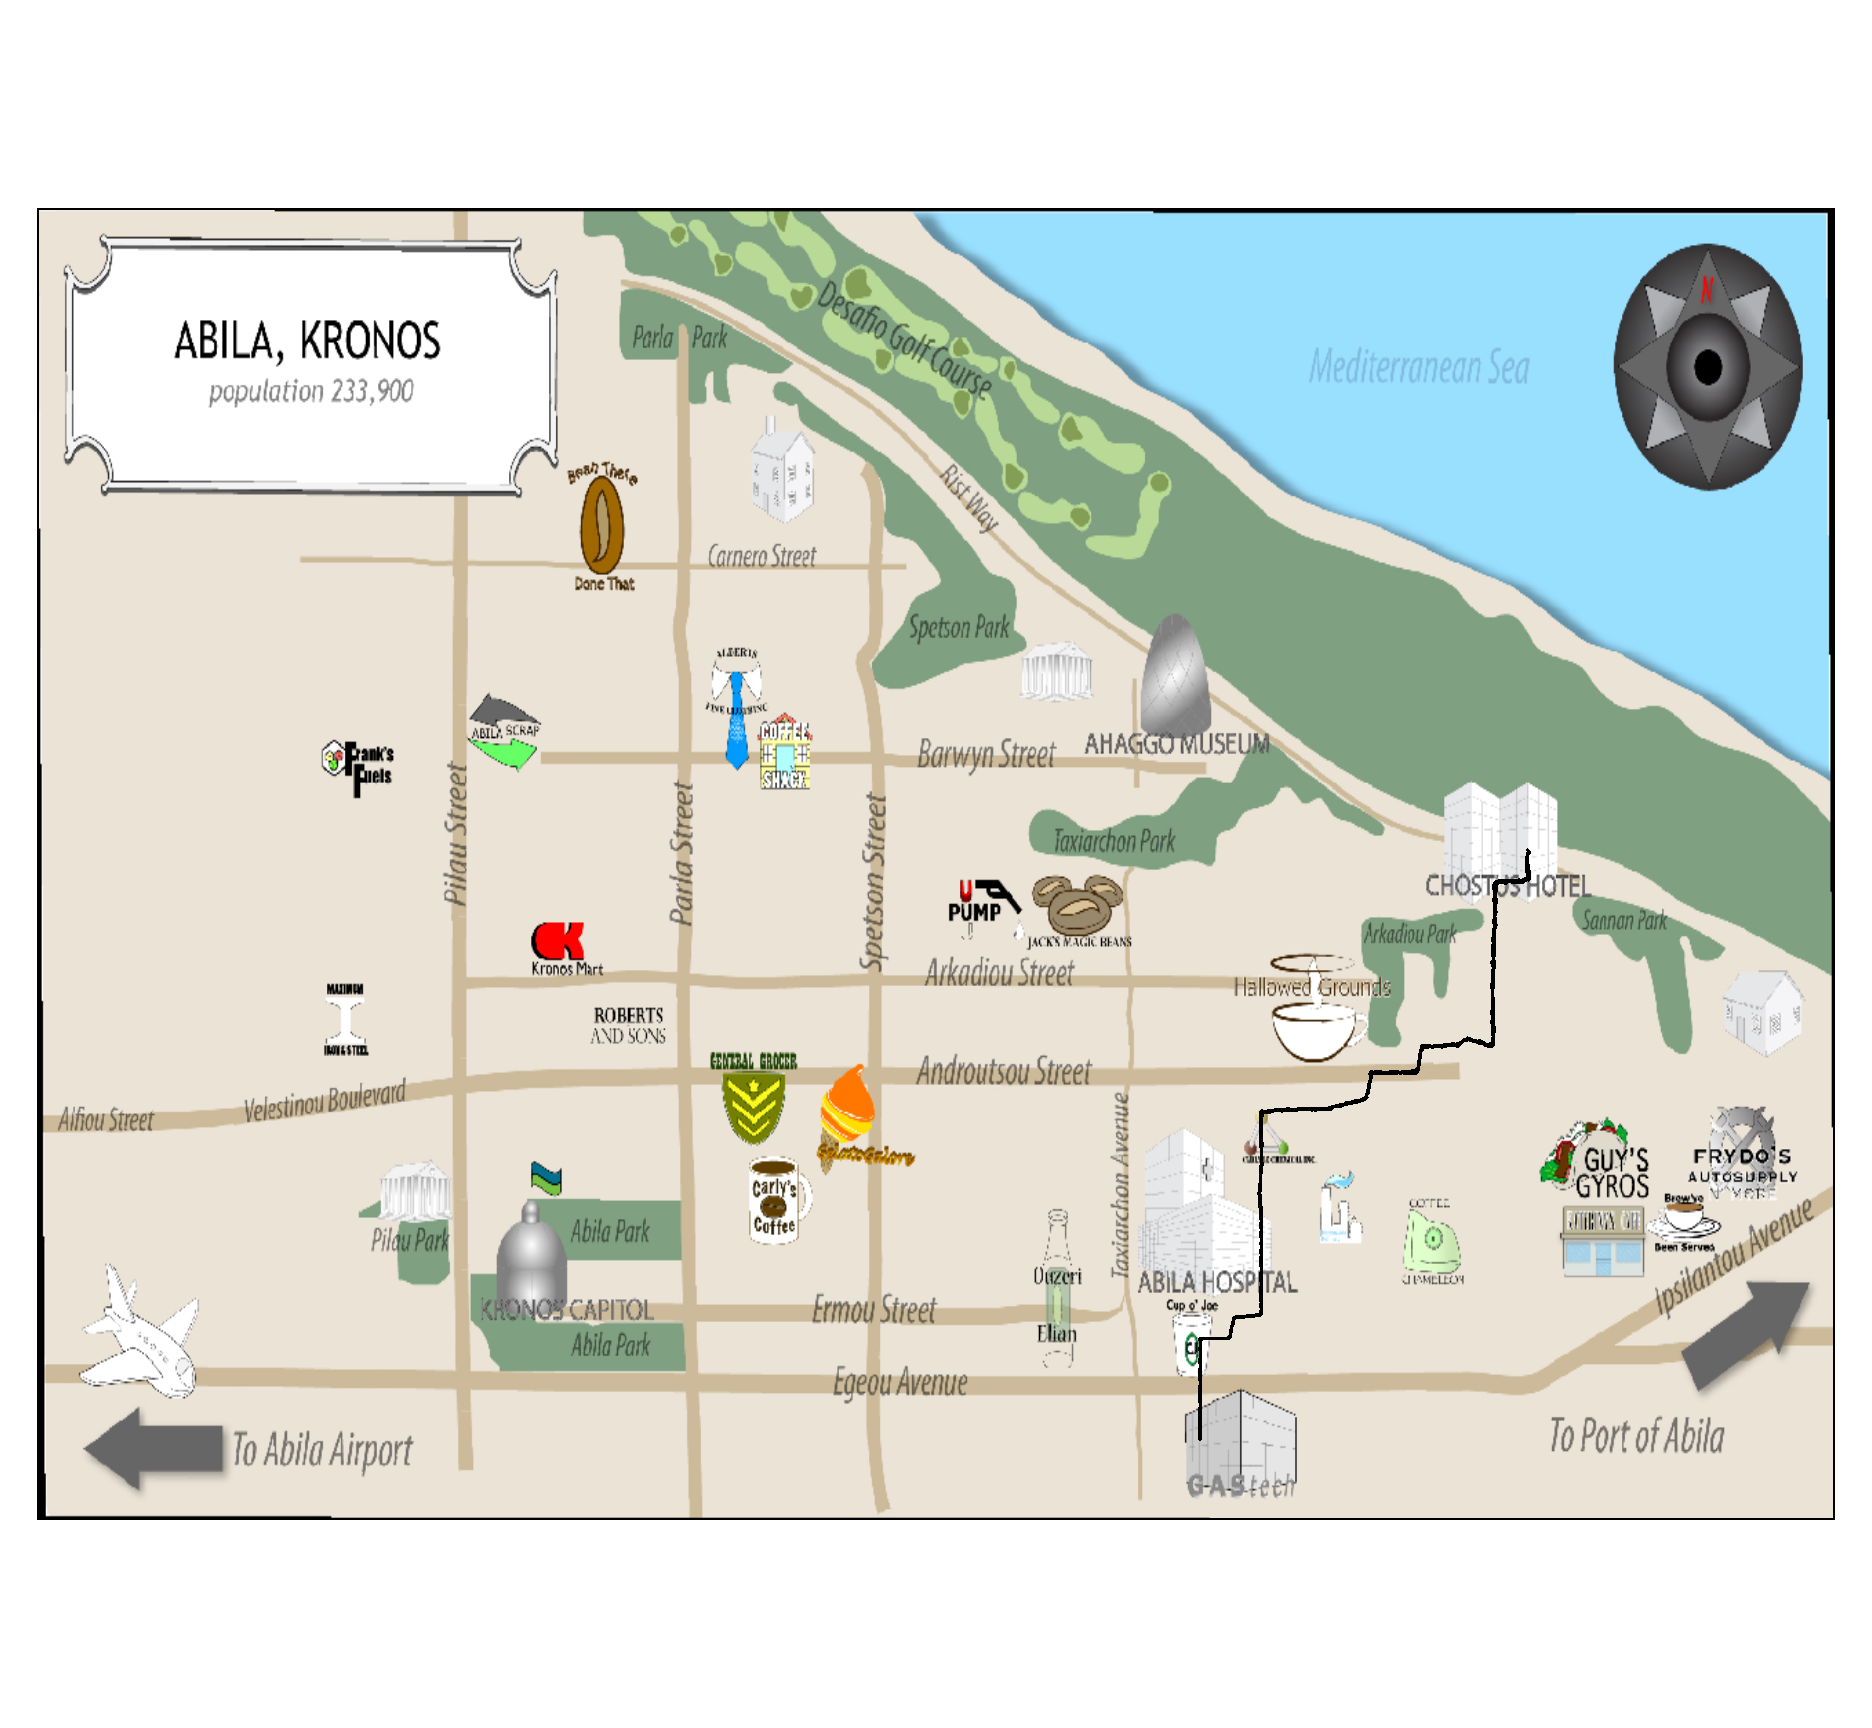 ABILA, KRONOS
population 233,900
N
Mediterranean Sea
Desafio Golf Course
Parla Park
Rist Way
Been There
Done That
Carnero Street
Spetson Park
ALBERTS
FINE CLOTHING
ABILA SCRAP
COFFEE
SHACK
Frank's
Fuels
Barwyn Street
AHAGGO MUSEUM
Pilau Street
Parla Street
Spetson Street
Taxiarchon Park
CHOSTUS HOTEL
U
PUMP
JACK'S MAGIC BEANS
Arkadiou Park
Sannan Park
Kronos Mart
Arkadiou Street
Hallowed Grounds
MAXIMUM
IRON & STEEL
ROBERTS
AND SONS
GENERAL GROCER
Androutsou Street
Alfiou Street
Velestinou Boulevard
GelatoGalore
Taxiarchon Avenue
GUY'S
GYROS
FRYDO'S
AUTOSUPPLY
N' MORE
Carly's
Coffee
Pilau Park
Abila Park
Brew've
Been Served
COFFEE
CHAMELEON
Ouzeri
Elian
ABILA HOSPITAL
Cup o' Joe
KRONOS CAPITOL
Ermou Street
Ipsilantou Avenue
Abila Park
Egeou Avenue
To Abila Airport
To Port of Abila
GAStech